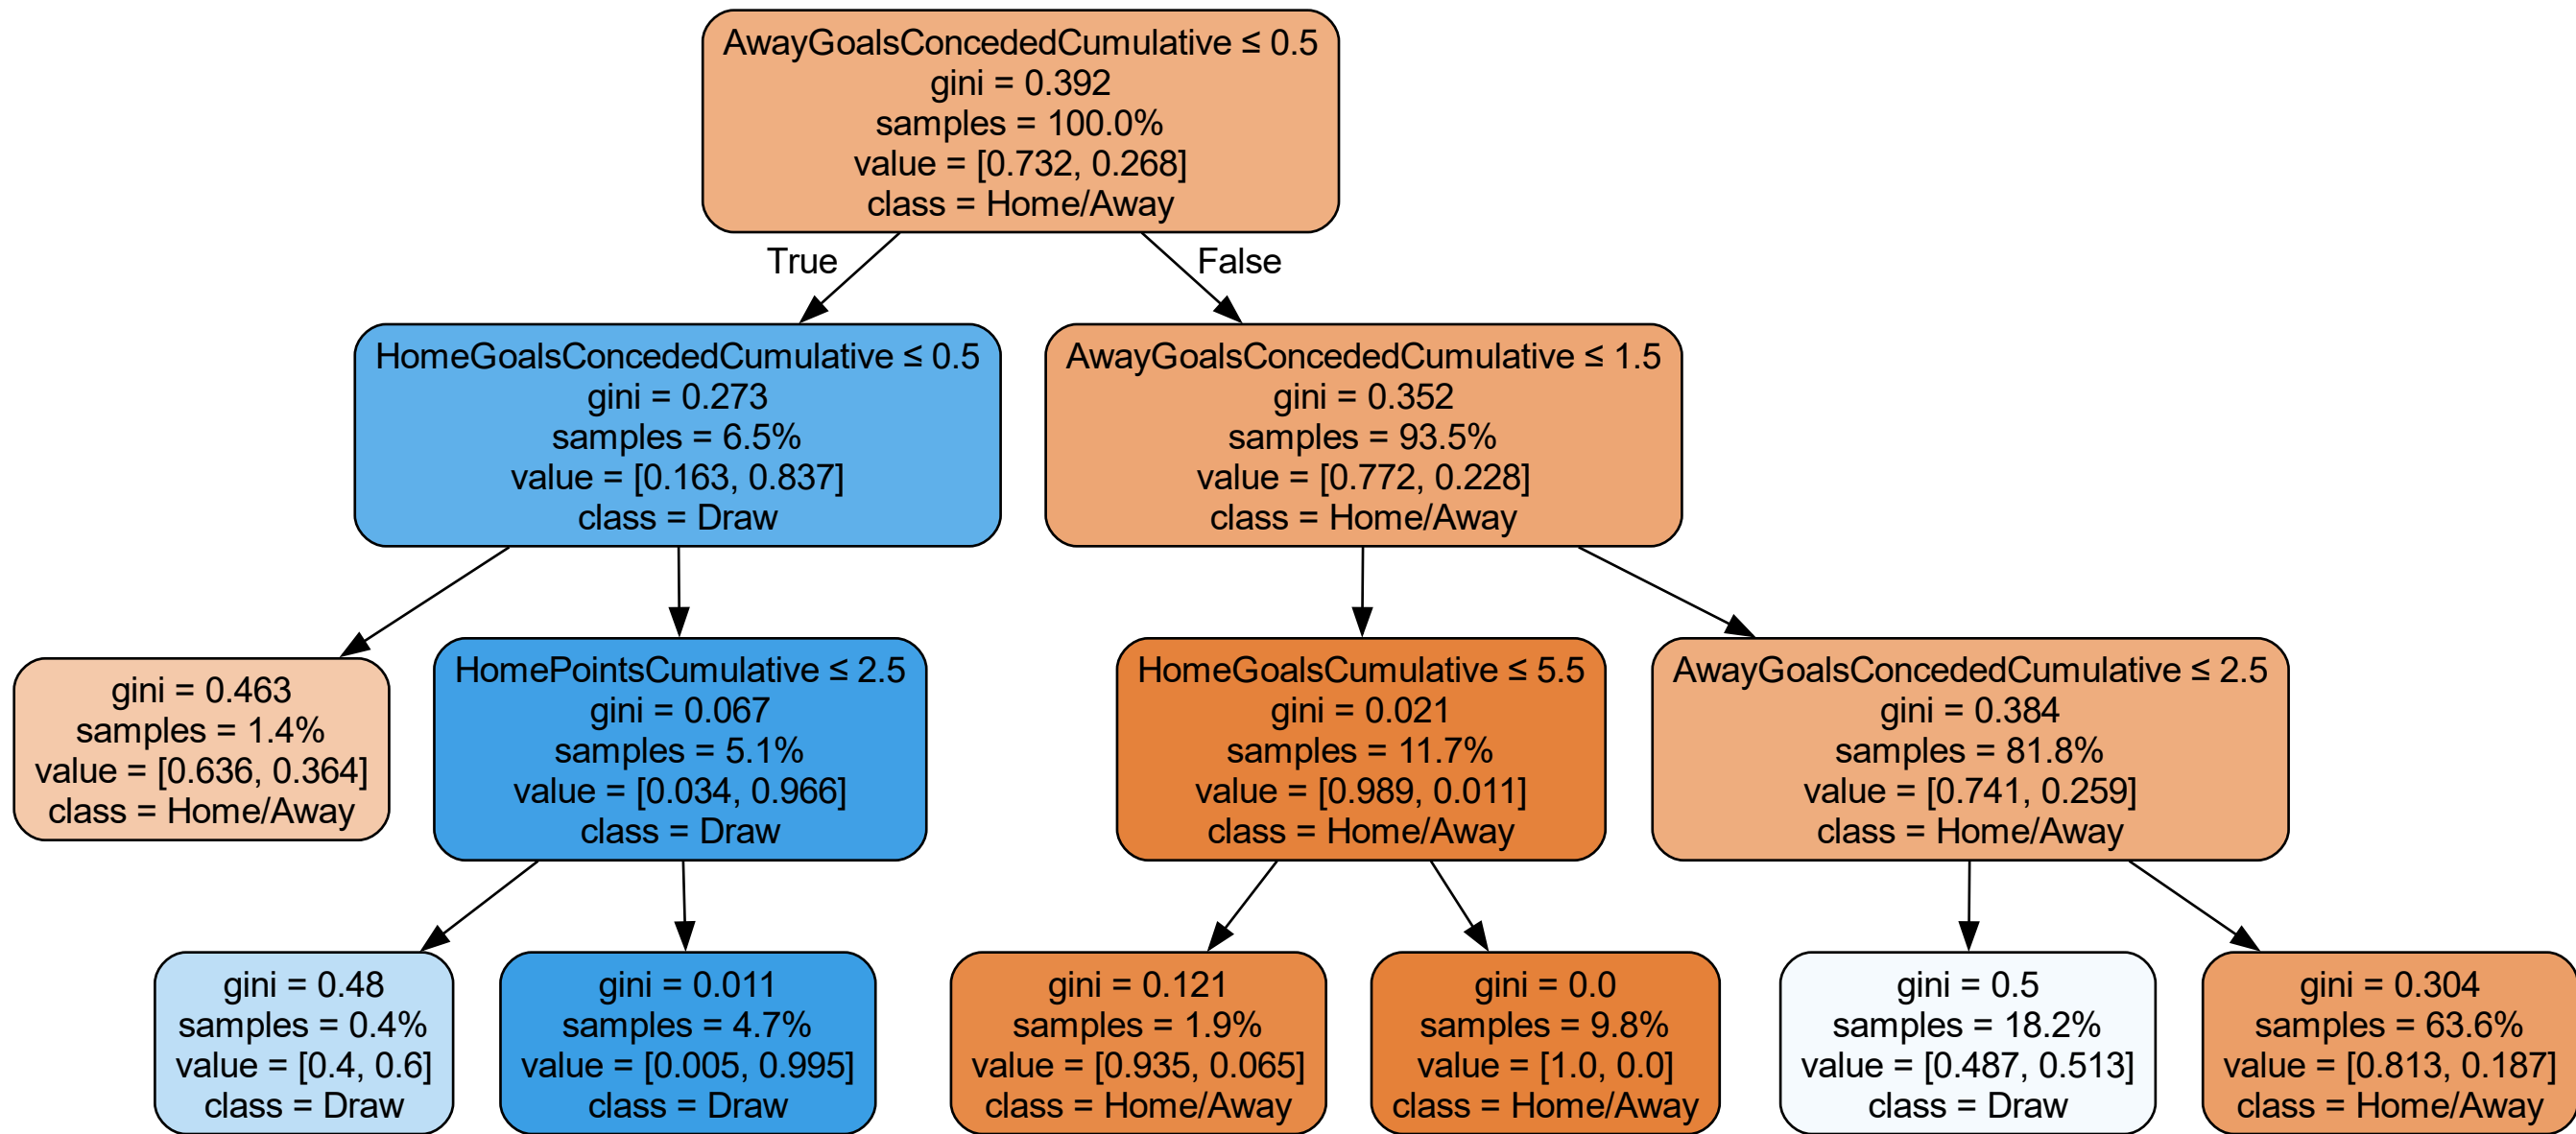 AwayGoalsConcededCumulative ≤ 0.5
gini = 0.392
samples = 100.0%
value = [0.732, 0.268]
class = Home/Away
True
False
HomeGoalsConcededCumulative ≤ 0.5
gini = 0.273
samples = 6.5%
value = [0.163, 0.837]
class = Draw
AwayGoalsConcededCumulative ≤ 1.5
gini = 0.352
samples = 93.5%
value = [0.772, 0.228]
class = Home/Away
gini = 0.463
samples = 1.4%
value = [0.636, 0.364]
class = Home/Away
HomePointsCumulative ≤ 2.5
gini = 0.067
samples = 5.1%
value = [0.034, 0.966]
class = Draw
HomeGoalsCumulative ≤ 5.5
gini = 0.021
samples = 11.7%
value = [0.989, 0.011]
class = Home/Away
AwayGoalsConcededCumulative ≤ 2.5
gini = 0.384
samples = 81.8%
value = [0.741, 0.259]
class = Home/Away
gini = 0.48
samples = 0.4%
value = [0.4, 0.6]
class = Draw
gini = 0.011
samples = 4.7%
value = [0.005, 0.995]
class = Draw
gini = 0.121
samples = 1.9%
value = [0.935, 0.065]
class = Home/Away
gini = 0.0
samples = 9.8%
value = [1.0, 0.0]
class = Home/Away
gini = 0.5
samples = 18.2%
value = [0.487, 0.513]
class = Draw
gini = 0.304
samples = 63.6%
value = [0.813, 0.187]
class = Home/Away